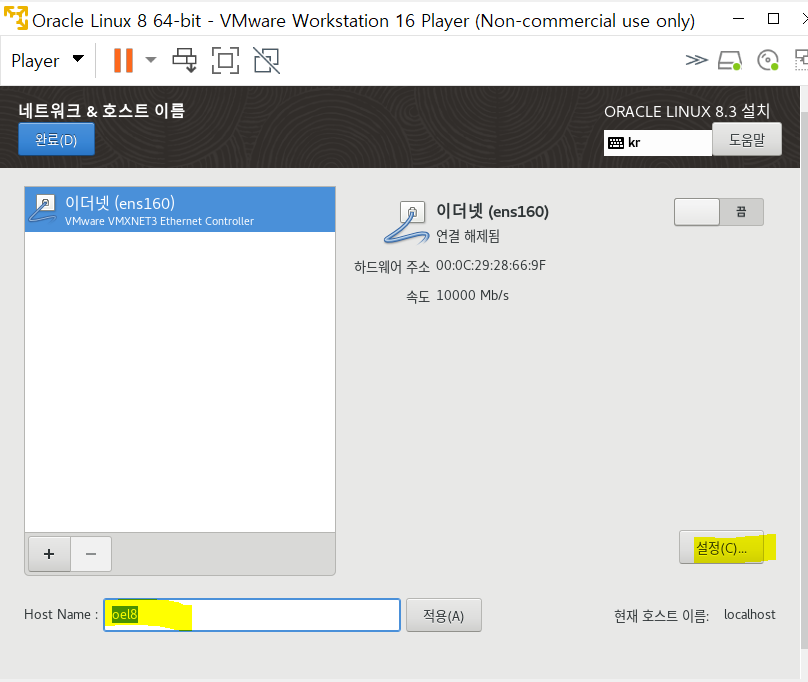 Oracle Linux 8 64-bit - VMware Workstation 16 Player (Non-commercial use only)
Player
네트워크 & 호스트 이름
ORACLE LINUX 8.3 설치
완료(D)
kr
도움말
이더넷 (ens160)
VMware VMXNET3 Ethernet Controller
이더넷 (ens160)
연결 해제됨
끔
하드웨어 주소 00:0C:29:28:66:9F
속도 10000 Mb/s
+
−
설정(C)...
Host Name :
oel8
적용(A)
현재 호스트 이름:
localhost